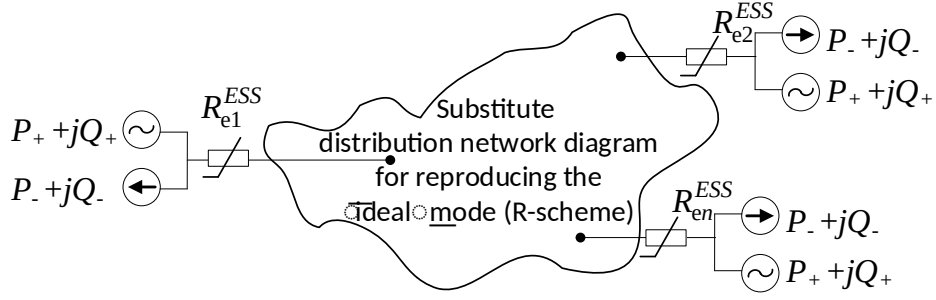 R_e2^ESS
P_- +jQ_-
P_+ +jQ_+
Substitute
distribution network diagram
for reproducing the
ideal mode (R-scheme)
R_e1^ESS
P_+ +jQ_+
P_- +jQ_-
R_en^ESS
P_- +jQ_-
P_+ +jQ_+